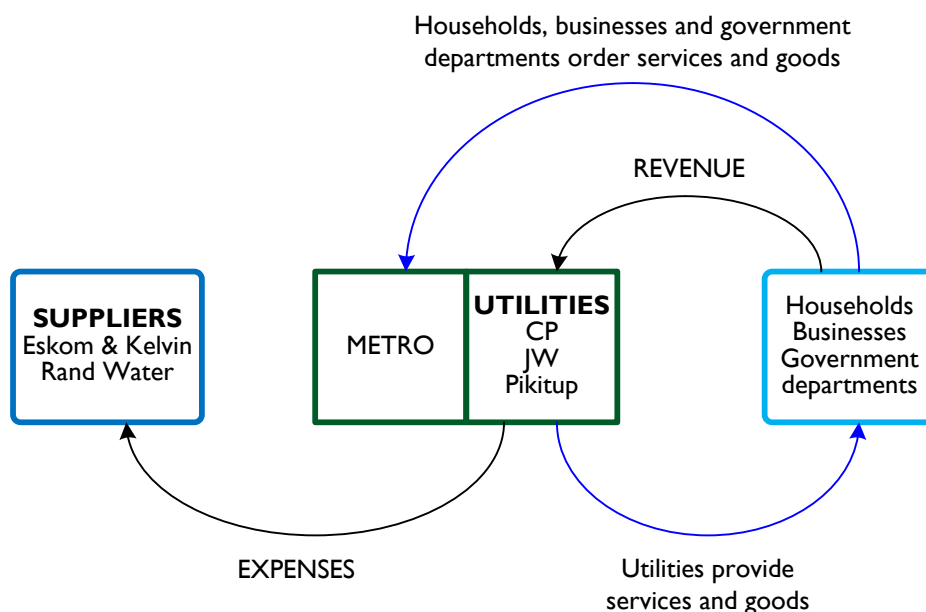 Households, businesses and government
departments order services and goods
REVENUE
SUPPLIERS
Eskom & Kelvin
Rand Water
METRO
UTILITIES
CP
JW
Pikitup
Households
Businesses
Government
departments
EXPENSES
Utilities provide
services and goods